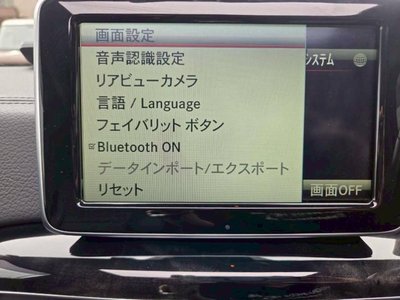 画面設定
音声認識設定
システム
リアビューカメラ
言語 / Language
フェイバリット ボタン
Bluetooth ON
データインポート/エクスポート
リセット
画面OFF